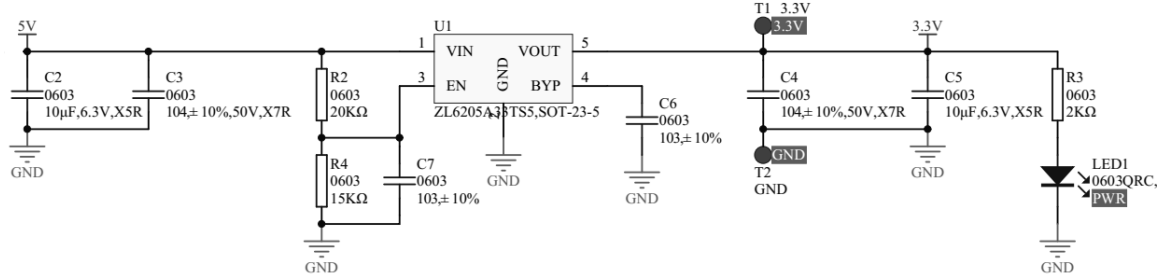 5V
C2
0603
10μF,6.3V,X5R
GND
C3
0603
104,±10%,50V,X7R
R2
0603
20KΩ
R4
0603
15KΩ
GND
C7
0603
103,±10%
U1
1
VIN
VOUT
5
3
EN
GND
BYP
4
2
ZL6205A33TS5,SOT-23-5
GND
C6
0603
103,±10%
GND
T1 3.3V
3.3V
C4
0603
104,±10%,50V,X7R
GND
T2
GND
3.3V
C5
0603
10μF,6.3V,X5R
GND
R3
0603
2KΩ
LED1
0603QRC,
PWR
GND